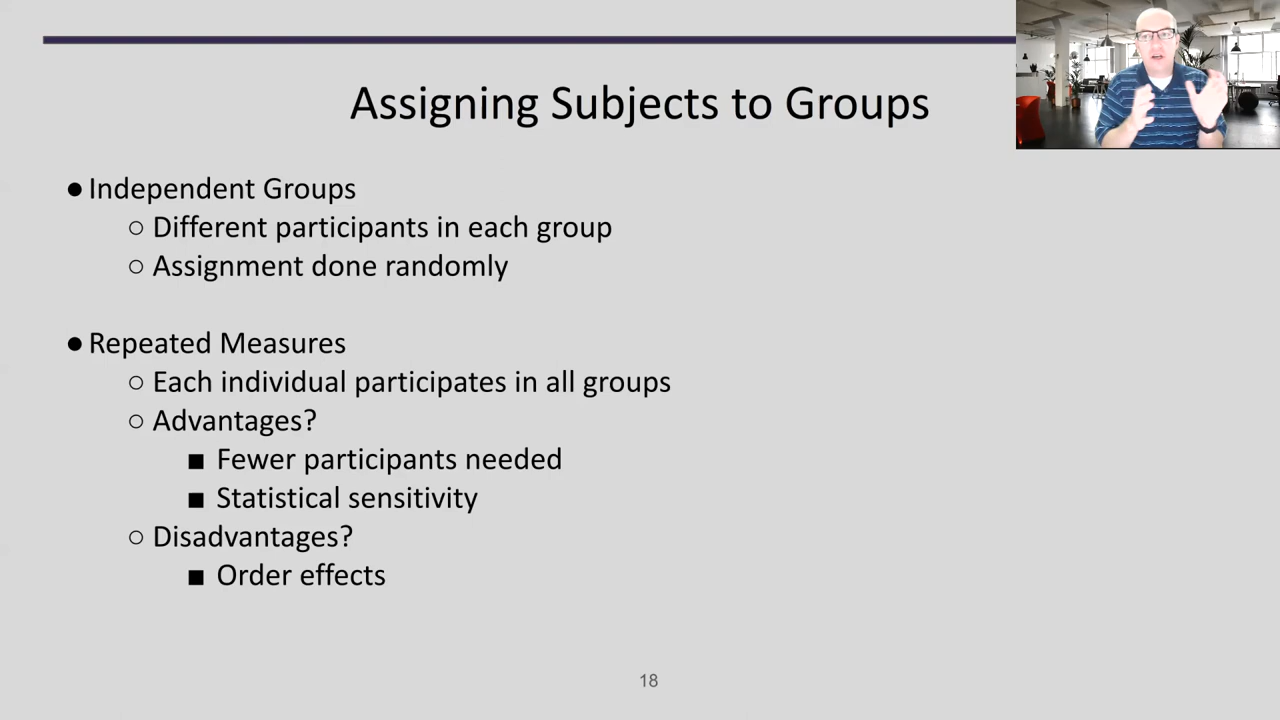 Assigning Subjects to Groups
● Independent Groups
○ Different participants in each group
○ Assignment done randomly
● Repeated Measures
○ Each individual participates in all groups
○ Advantages?
■ Fewer participants needed
■ Statistical sensitivity
○ Disadvantages?
■ Order effects
18